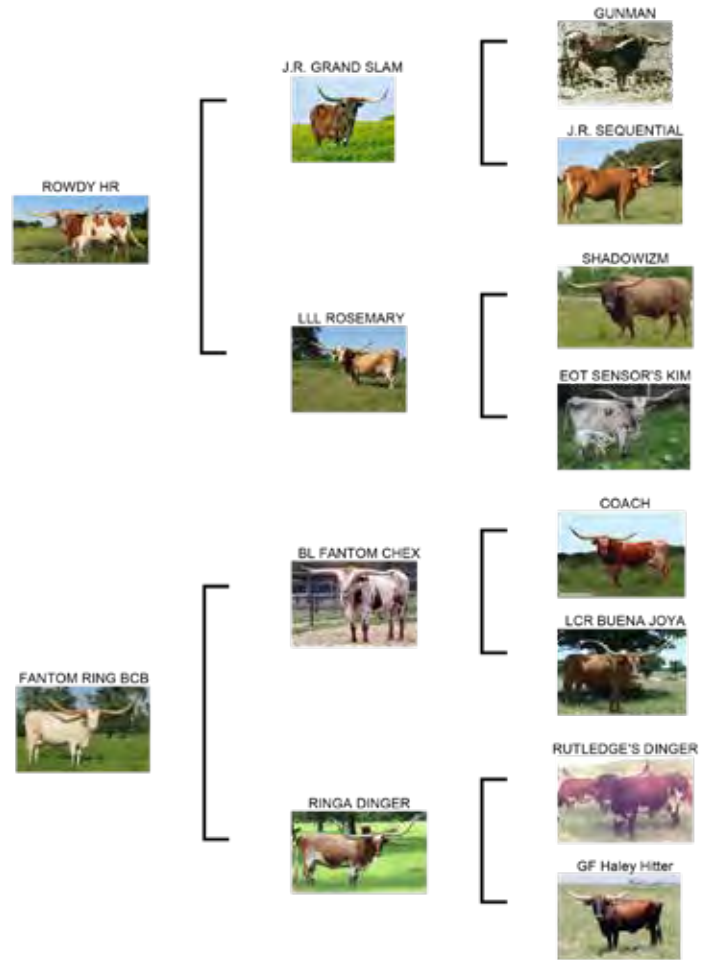 GUNMAN
J.R. GRAND SLAM
J.R. SEQUENTIAL
ROWDY HR
SHADOWIZM
LLL ROSEMARY
EOT SENSOR'S KIM
COACH
BL FANTOM CHEX
LCR BUENA JOYA
FANTOM RING BCB
RUTLEDGE'S DINGER
RINGA DINGER
GF Haley Hitter